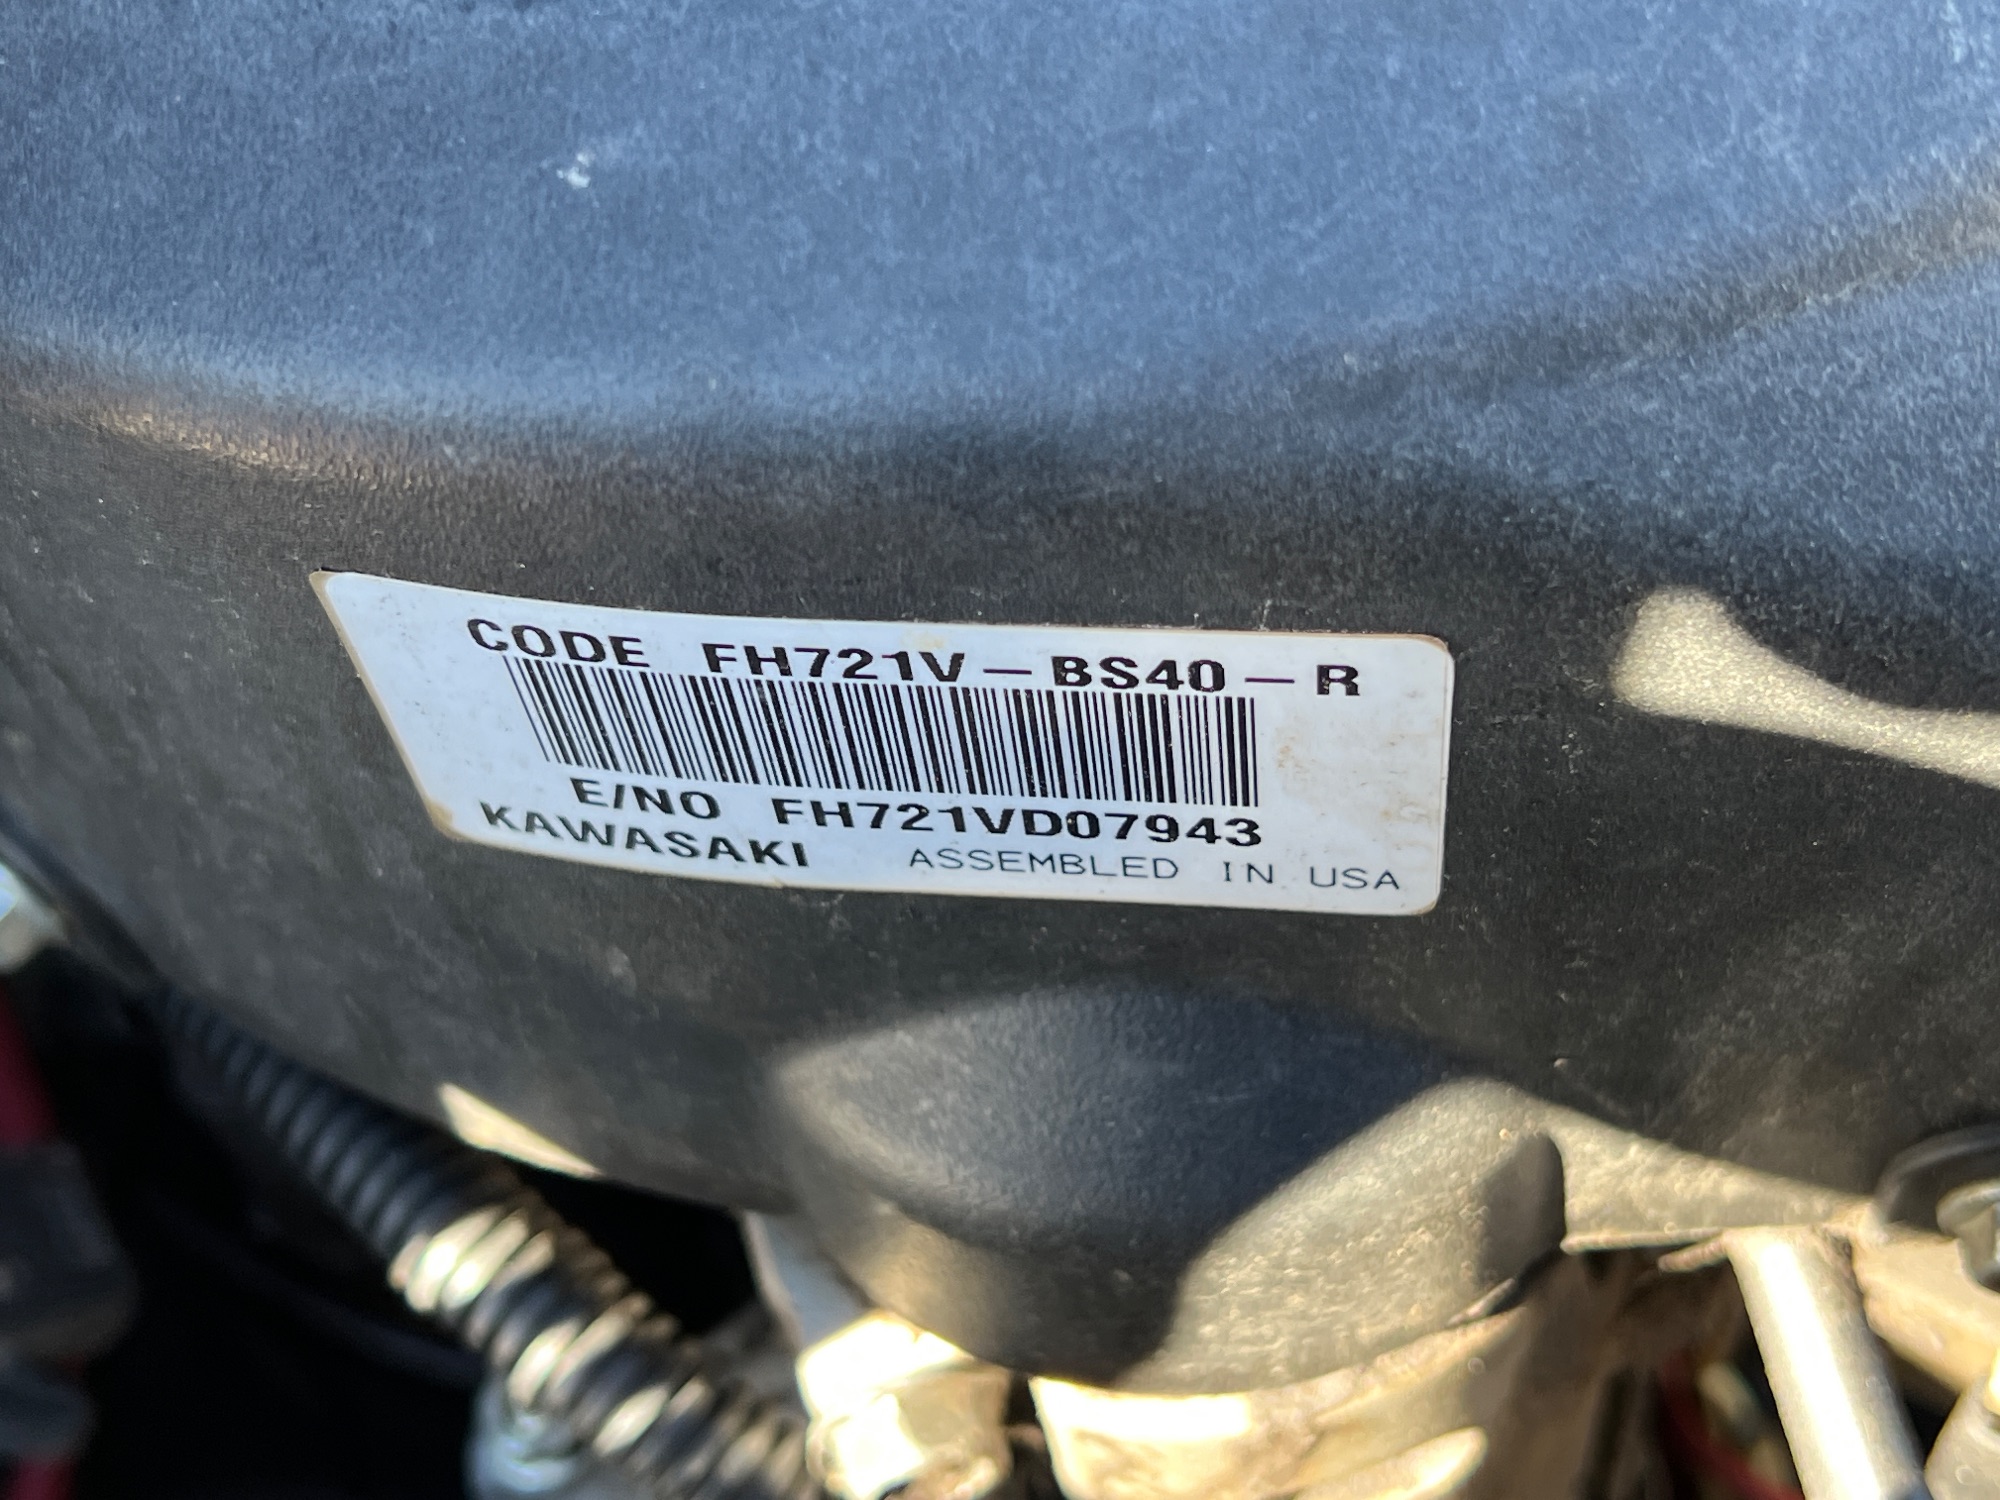 CODE FH721V-BS40-R
E/NO FH721VD07943
KAWASAKI ASSEMBLED IN USA